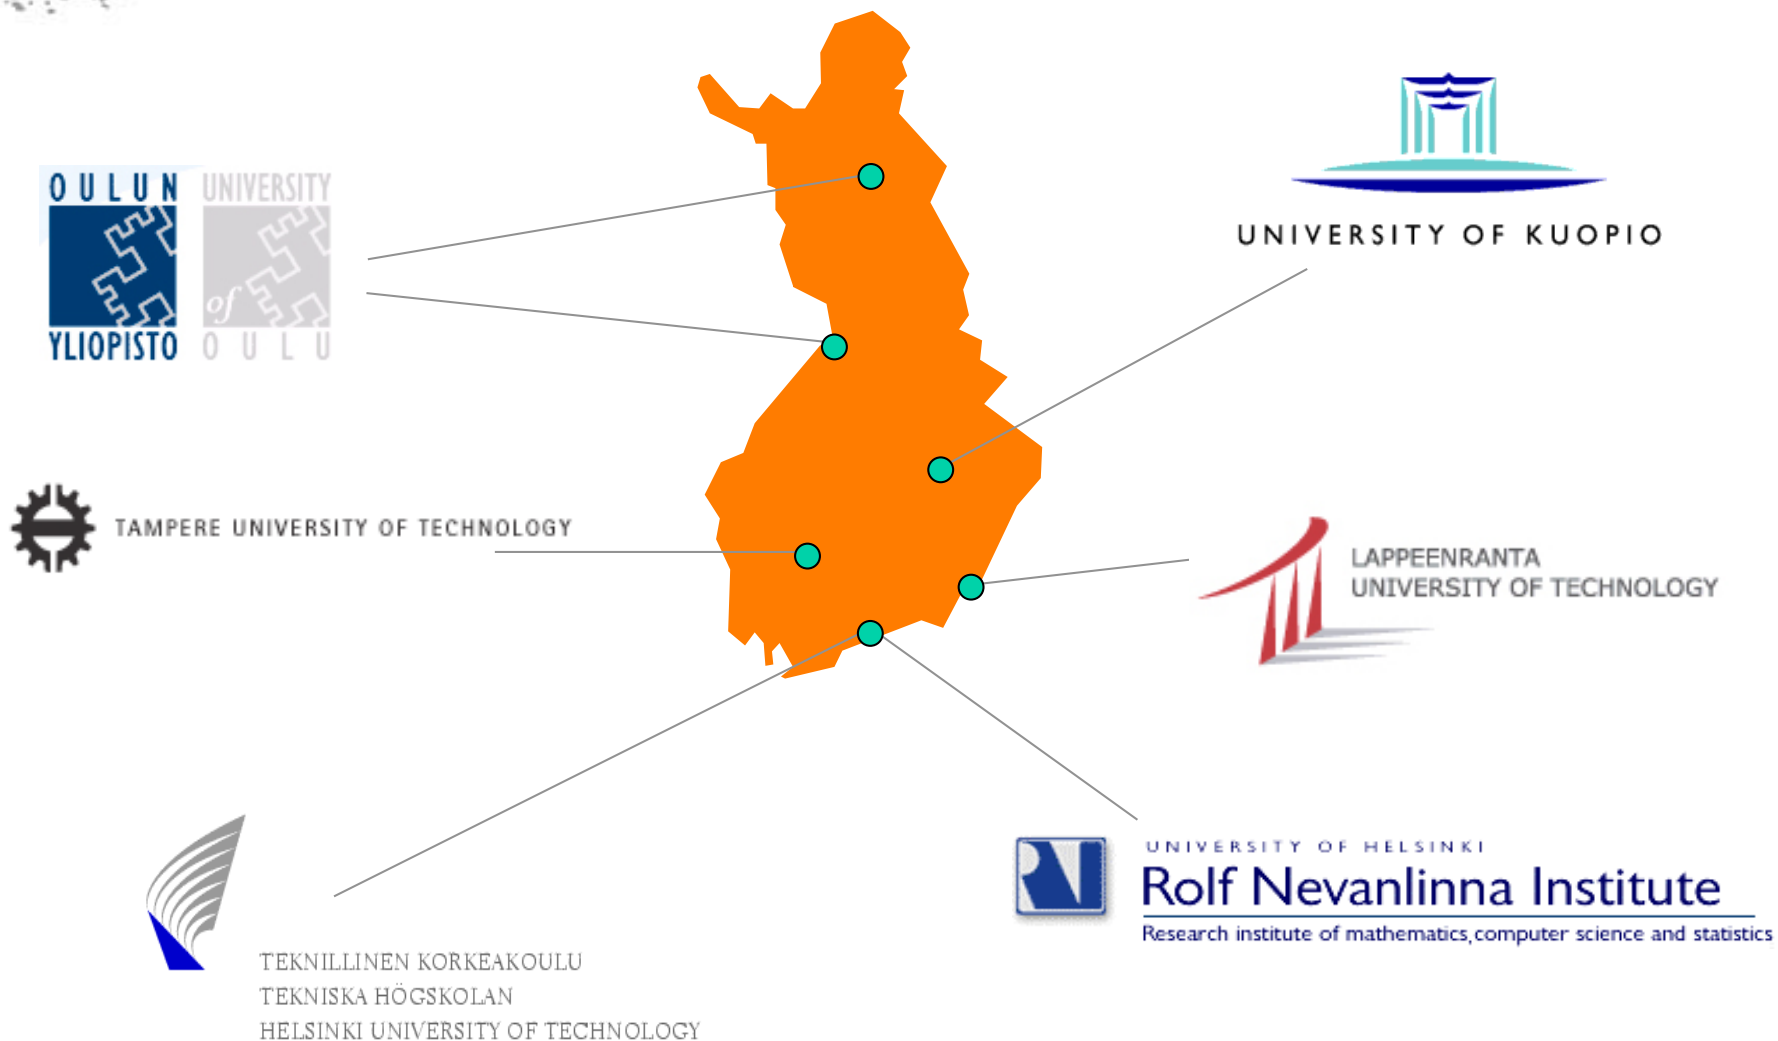 OULUN
YLIOPISTO
UNIVERSITY
of
OULU
UNIVERSITY OF KUOPIO
TAMPERE UNIVERSITY OF TECHNOLOGY
LAPPEENRANTA
UNIVERSITY OF TECHNOLOGY
TEKNILLINEN KORKEAKOULU
TEKNISKA HÖGSKOLAN
HELSINKI UNIVERSITY OF TECHNOLOGY
UNIVERSITY OF HELSINKI
Rolf Nevanlinna Institute
Research institute of mathematics, computer science and statistics